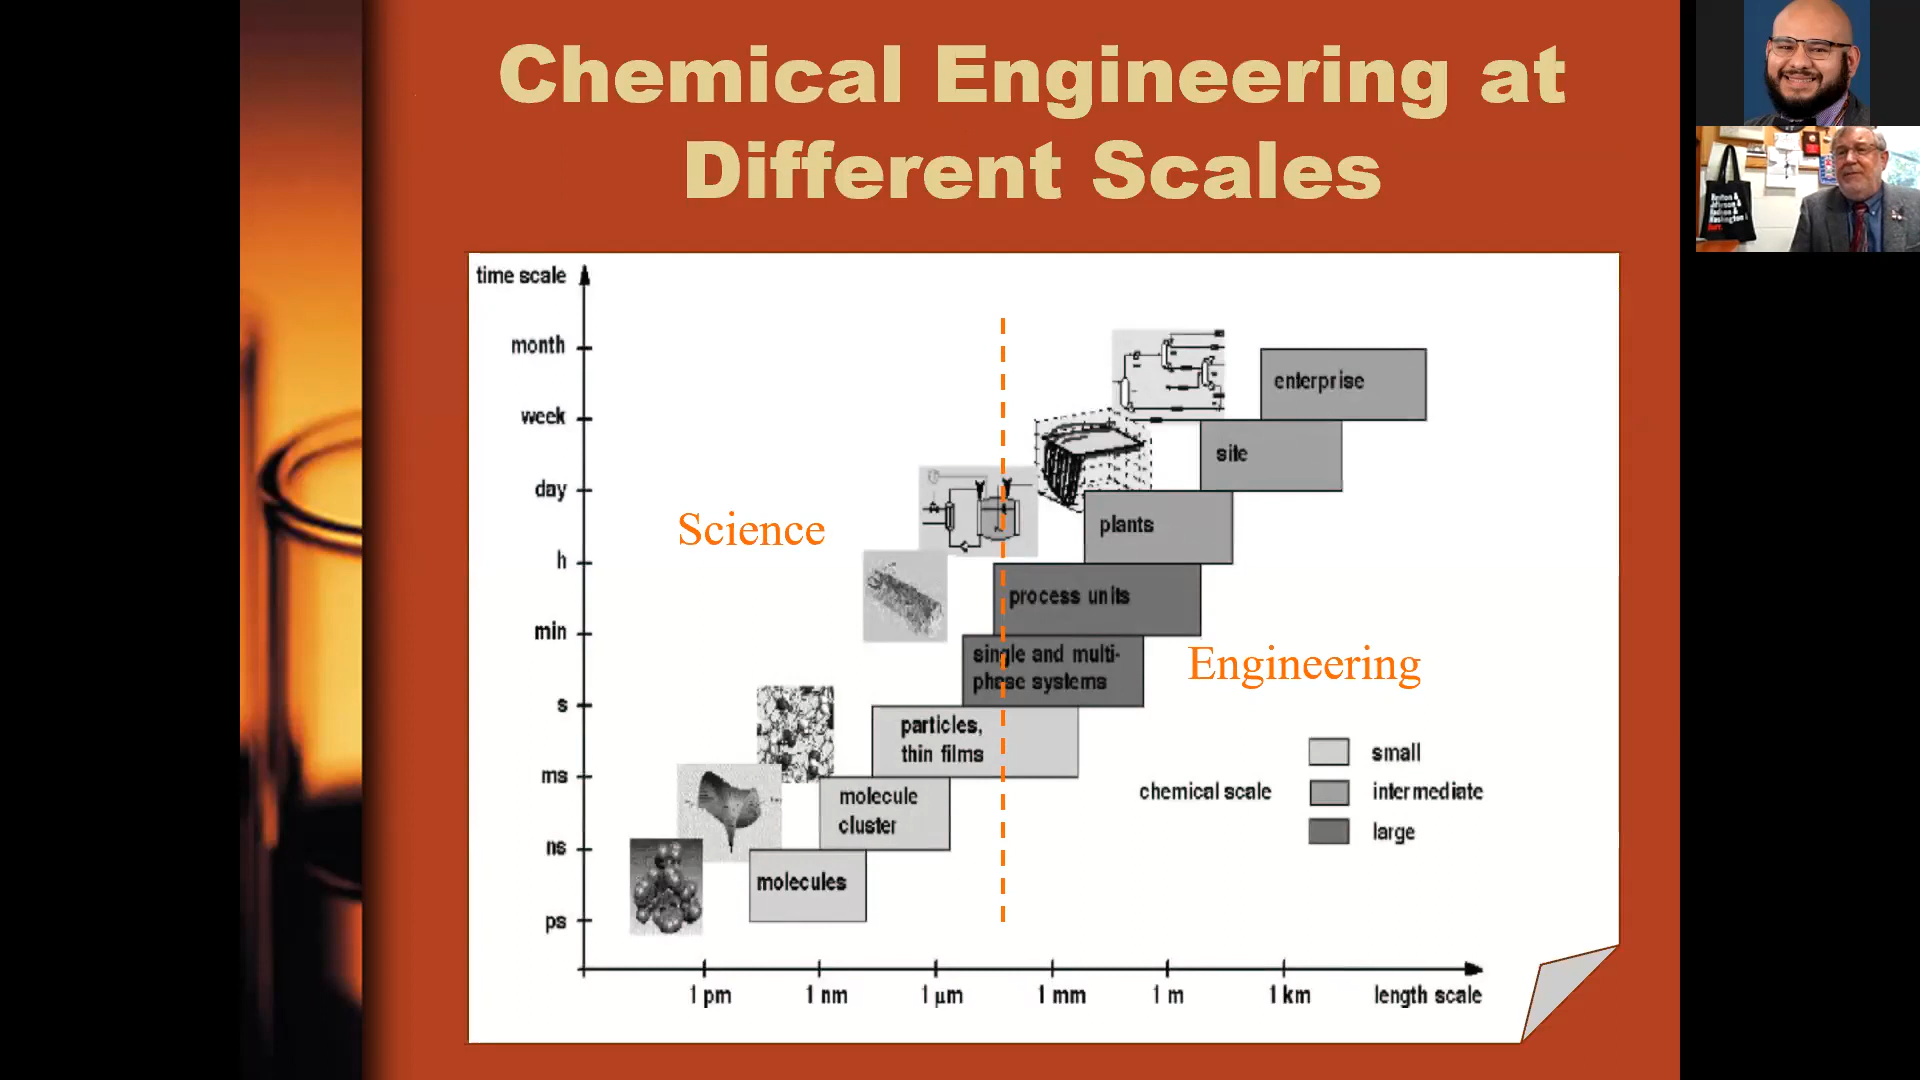 Chemical Engineering at
Different Scales
time scale
month
week
day
h
min
s
ms
ns
ps
enterprise
site
plants
process units
single and multi-
phase systems
particles,
thin films
molecule
cluster
molecules
Science
Engineering
chemical scale
small
intermediate
large
1 pm
1 nm
1 µm
1 mm
1 m
1 km
length scale